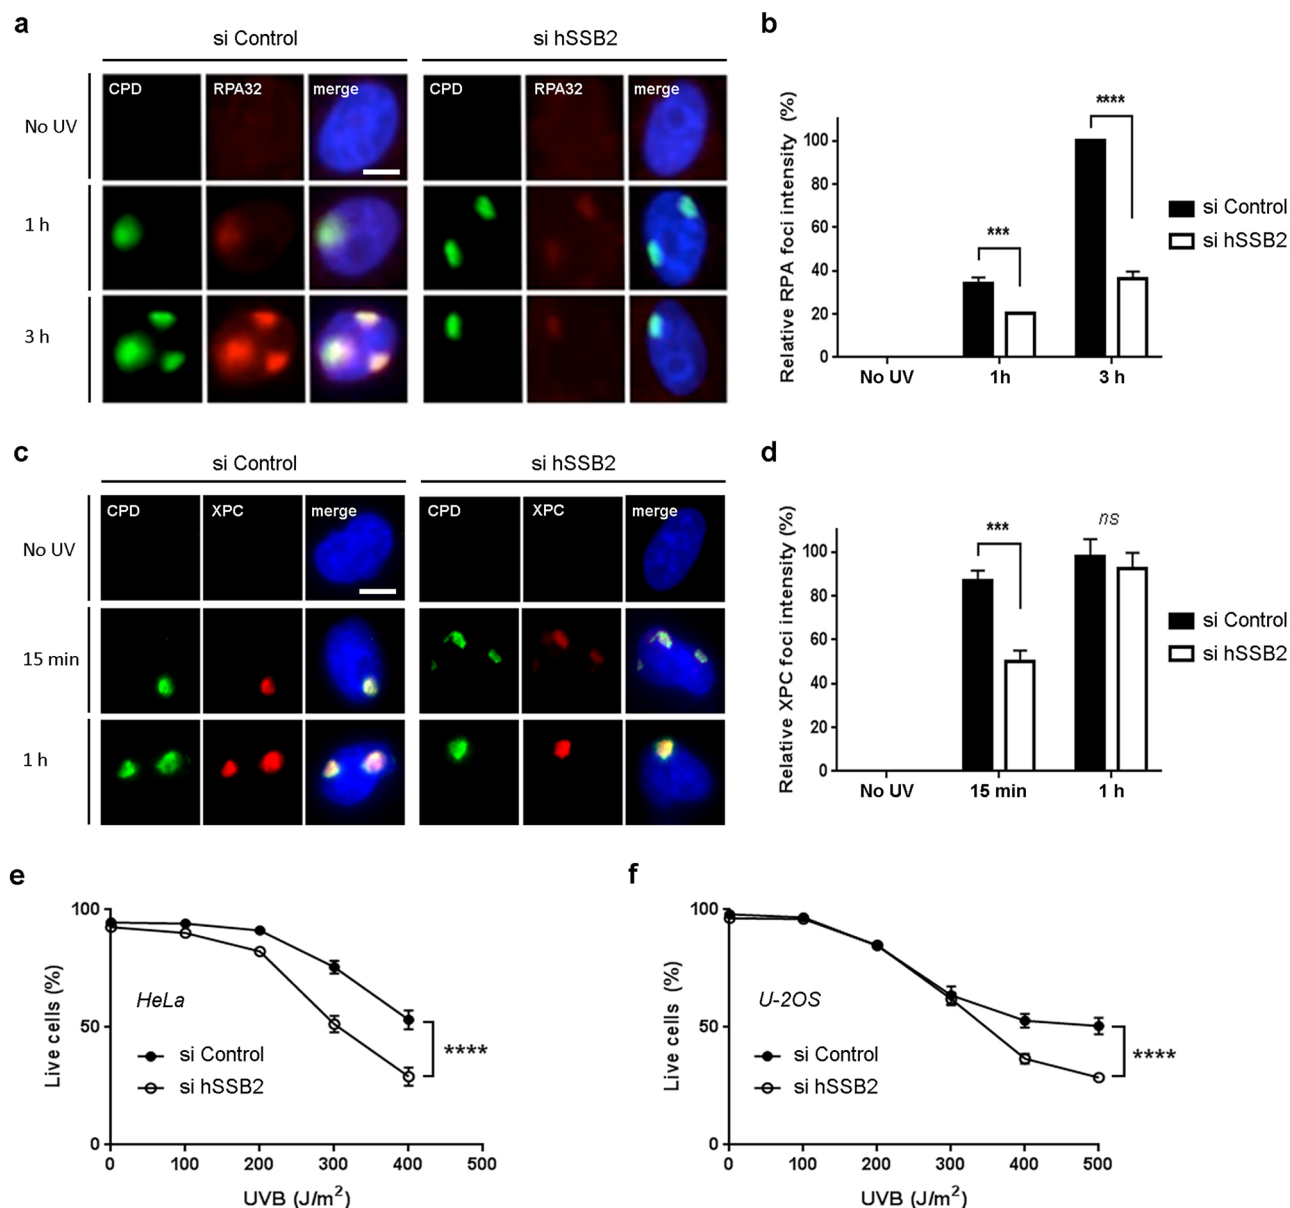 a
si Control
si hSSB2
CPD RPA32 merge CPD RPA32 merge
No UV
1 h
3 h
b
Relative RPA foci intensity (%)
100
80
60
40
20
0
***
****
No UV 1h 3 h
si Control
si hSSB2
c
si Control
si hSSB2
CPD XPC merge CPD XPC merge
No UV
15 min
1 h
d
Relative XPC foci intensity (%)
100
80
60
40
20
0
***
ns
No UV 15 min 1 h
si Control
si hSSB2
e
Live cells (%)
100
50
0
HeLa
si Control
si hSSB2
****
0 100 200 300 400 500
UVB (J/m²)
f
Live cells (%)
100
50
0
U-2OS
si Control
si hSSB2
****
0 100 200 300 400 500
UVB (J/m²)